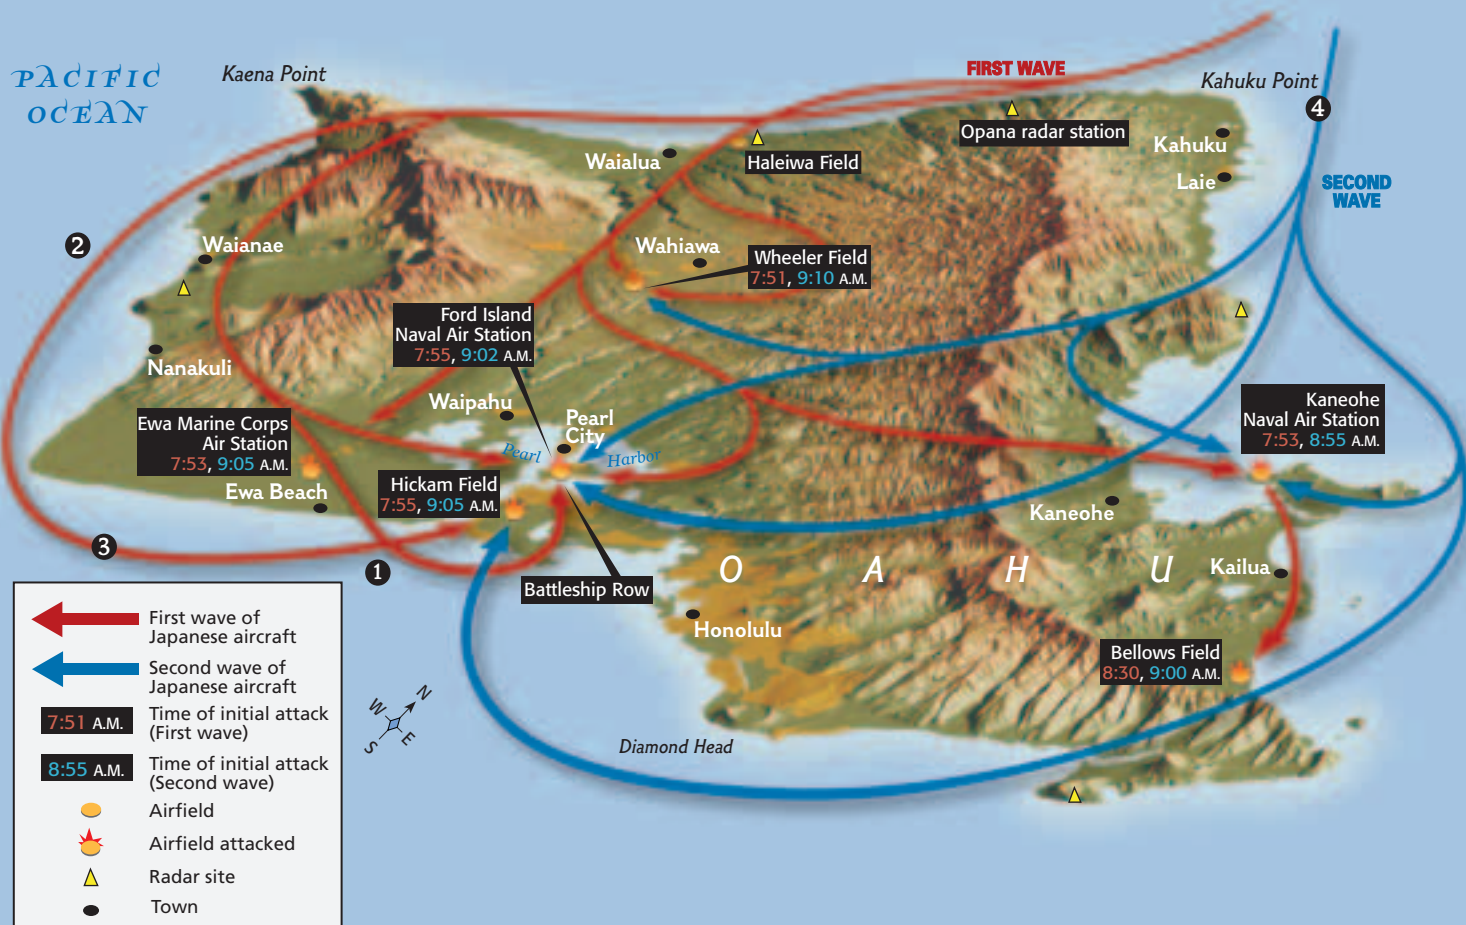 PACIFIC
OCEAN
Kaena Point
FIRST WAVE
Kahuku Point
4
Opana radar station
Kahuku
Waialua
Haleiwa Field
Laie
SECOND
WAVE
2
Waianae
Wahiawa
Wheeler Field
7:51, 9:10 A.M.
Ford Island
Naval Air Station
7:55, 9:02 A.M.
Nanakuli
Waipahu
Pearl
City
Kaneohe
Naval Air Station
7:53, 8:55 A.M.
Ewa Marine Corps
Air Station
7:53, 9:05 A.M.
Pearl Harbor
Hickam Field
7:55, 9:05 A.M.
Ewa Beach
Kaneohe
3
1
OAHU
Kailua
Battleship Row
Honolulu
Bellows Field
8:30, 9:00 A.M.
Diamond Head
N
W
E
S
First wave of
Japanese aircraft
Second wave of
Japanese aircraft
7:51 A.M.
Time of initial attack
(First wave)
8:55 A.M.
Time of initial attack
(Second wave)
Airfield
Airfield attacked
Radar site
Town